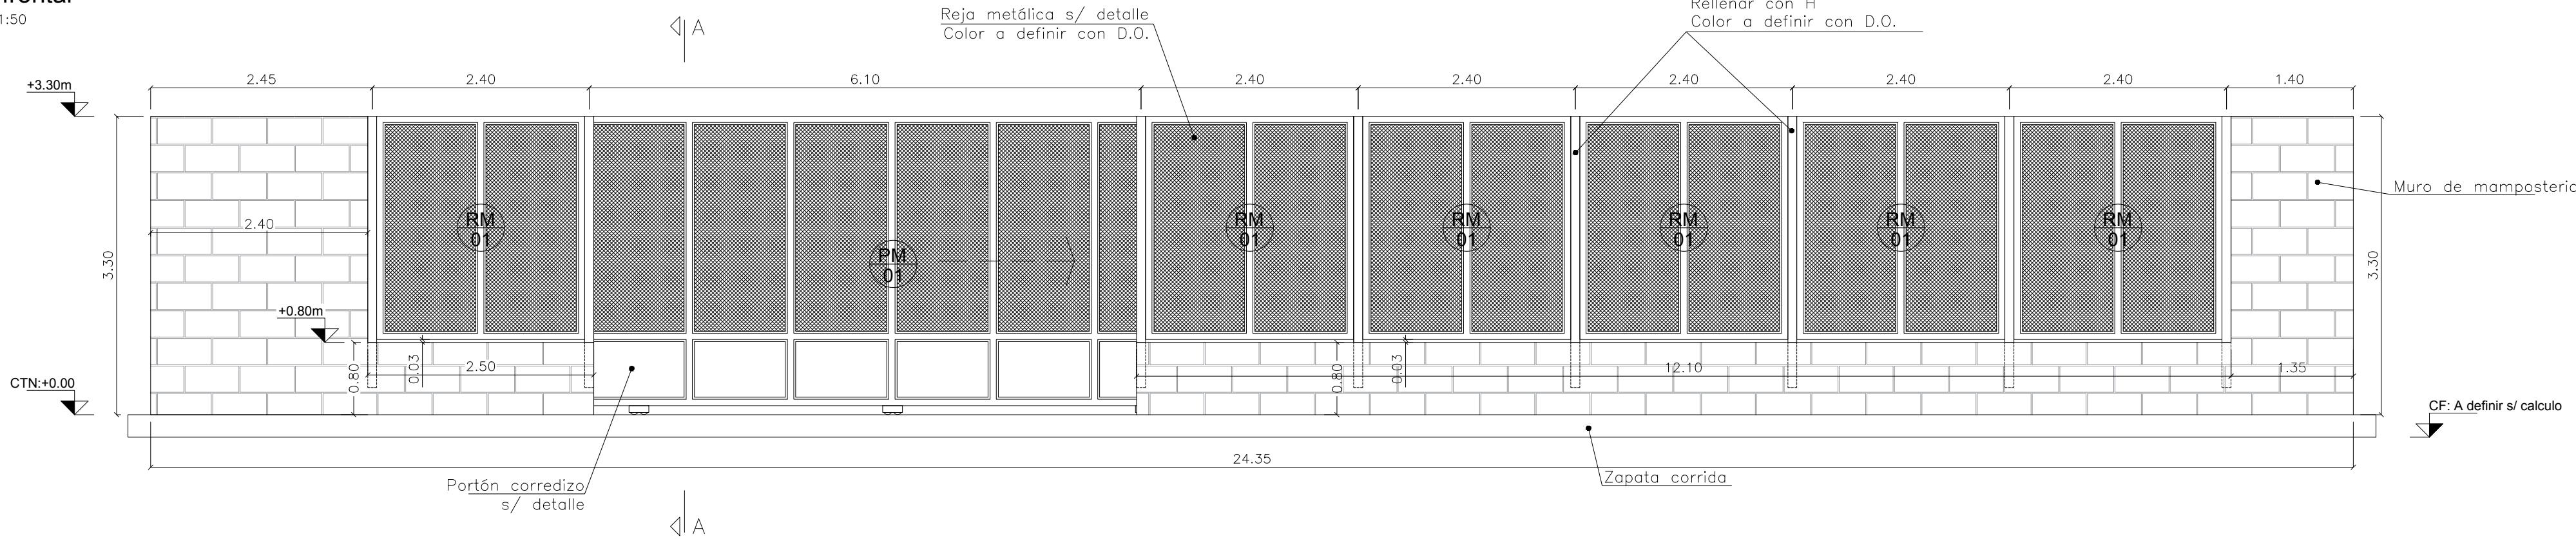 frontal
1:50
A
Reja metálica s/ detalle
Color a definir con D.O.
Rellenar con H
Color a definir con D.O.
+3.30m
2.45
2.40
6.10
2.40
2.40
2.40
2.40
2.40
1.40
Muro de mamposteria
RM
01
RM
01
RM
01
RM
01
RM
01
RM
01
2.40
3.30
3.30
PM
01
+0.80m
0.80
0.03
2.50
0.80
0.03
12.10
1.35
CTN:+0.00
CF: A definir s/ calculo
24.35
Portón corredizo
s/ detalle
Zapata corrida
A